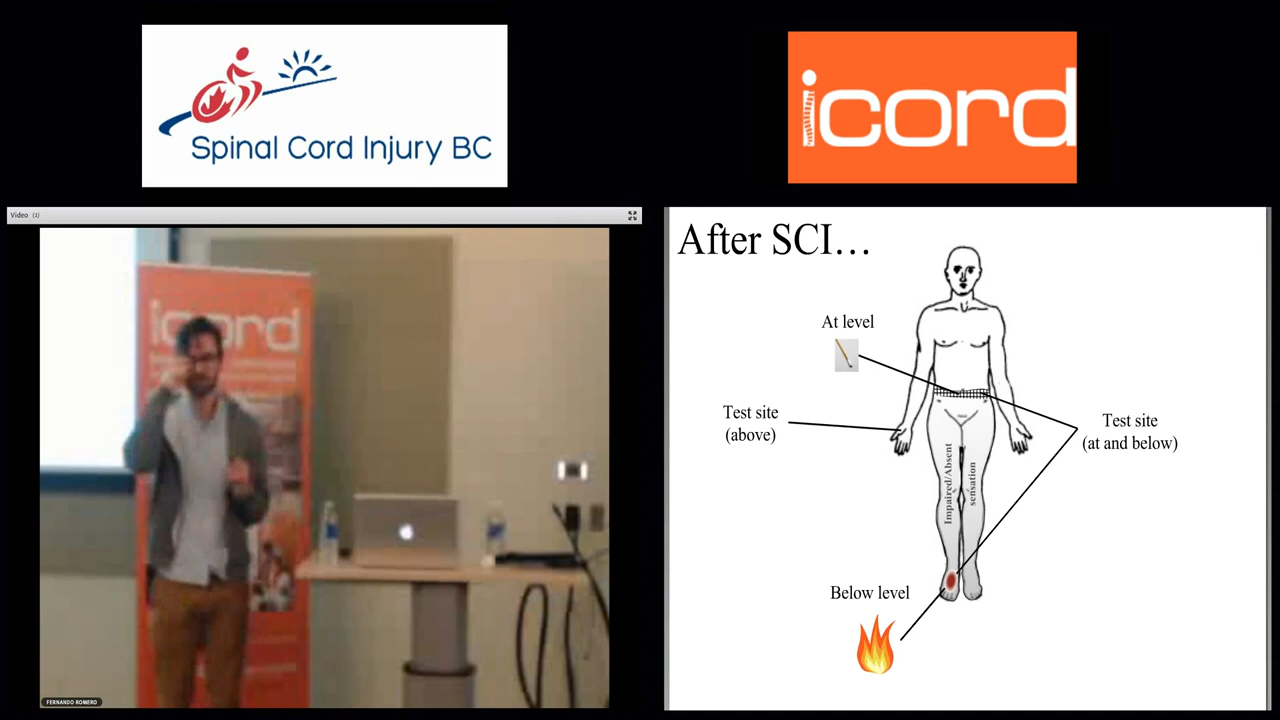 Spinal Cord Injury BC
icord
Video (1)
icord
FERNANDO ROMERO
After SCI...
At level
Test site
(above)
Test site
(at and below)
Impaired/Absent
sensation
Below level